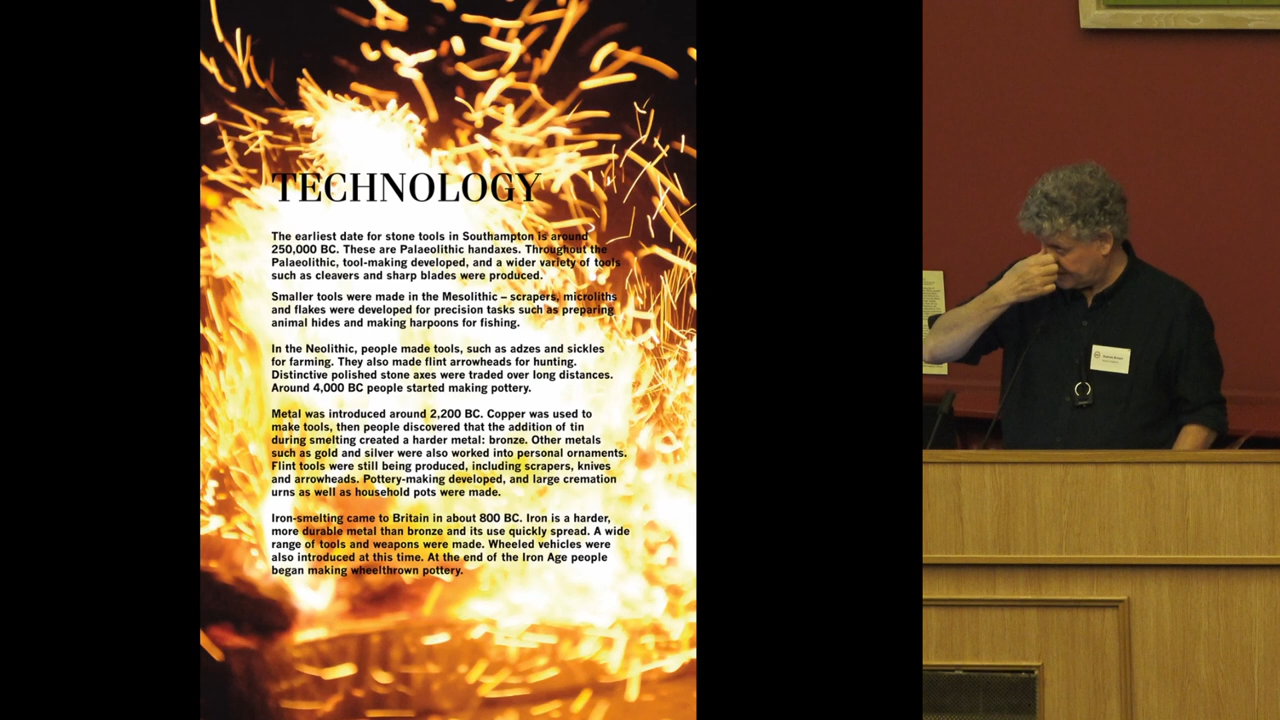 TECHNOLOGY
The earliest date for stone tools in Southampton is around
250,000 BC. These are Palaeolithic handaxes. Throughout the
Palaeolithic, tool-making developed, and a wider variety of tools
such as cleavers and sharp blades were produced.
Smaller tools were made in the Mesolithic – scrapers, microliths
and flakes were developed for precision tasks such as preparing
animal hides and making harpoons for fishing.
In the Neolithic, people made tools, such as adzes and sickles
for farming. They also made flint arrowheads for hunting.
Distinctive polished stone axes were traded over long distances.
Around 4,000 BC people started making pottery.
Metal was introduced around 2,200 BC. Copper was used to
make tools, then people discovered that the addition of tin
during smelting created a harder metal: bronze. Other metals
such as gold and silver were also worked into personal ornaments.
Flint tools were still being produced, including scrapers, knives
and arrowheads. Pottery-making developed, and large cremation
urns as well as household pots were made.
Iron-smelting came to Britain in about 800 BC. Iron is a harder,
more durable metal than bronze and its use quickly spread. A wide
range of tools and weapons were made. Wheeled vehicles were
also introduced at this time. At the end of the Iron Age people
began making wheelthrown pottery.